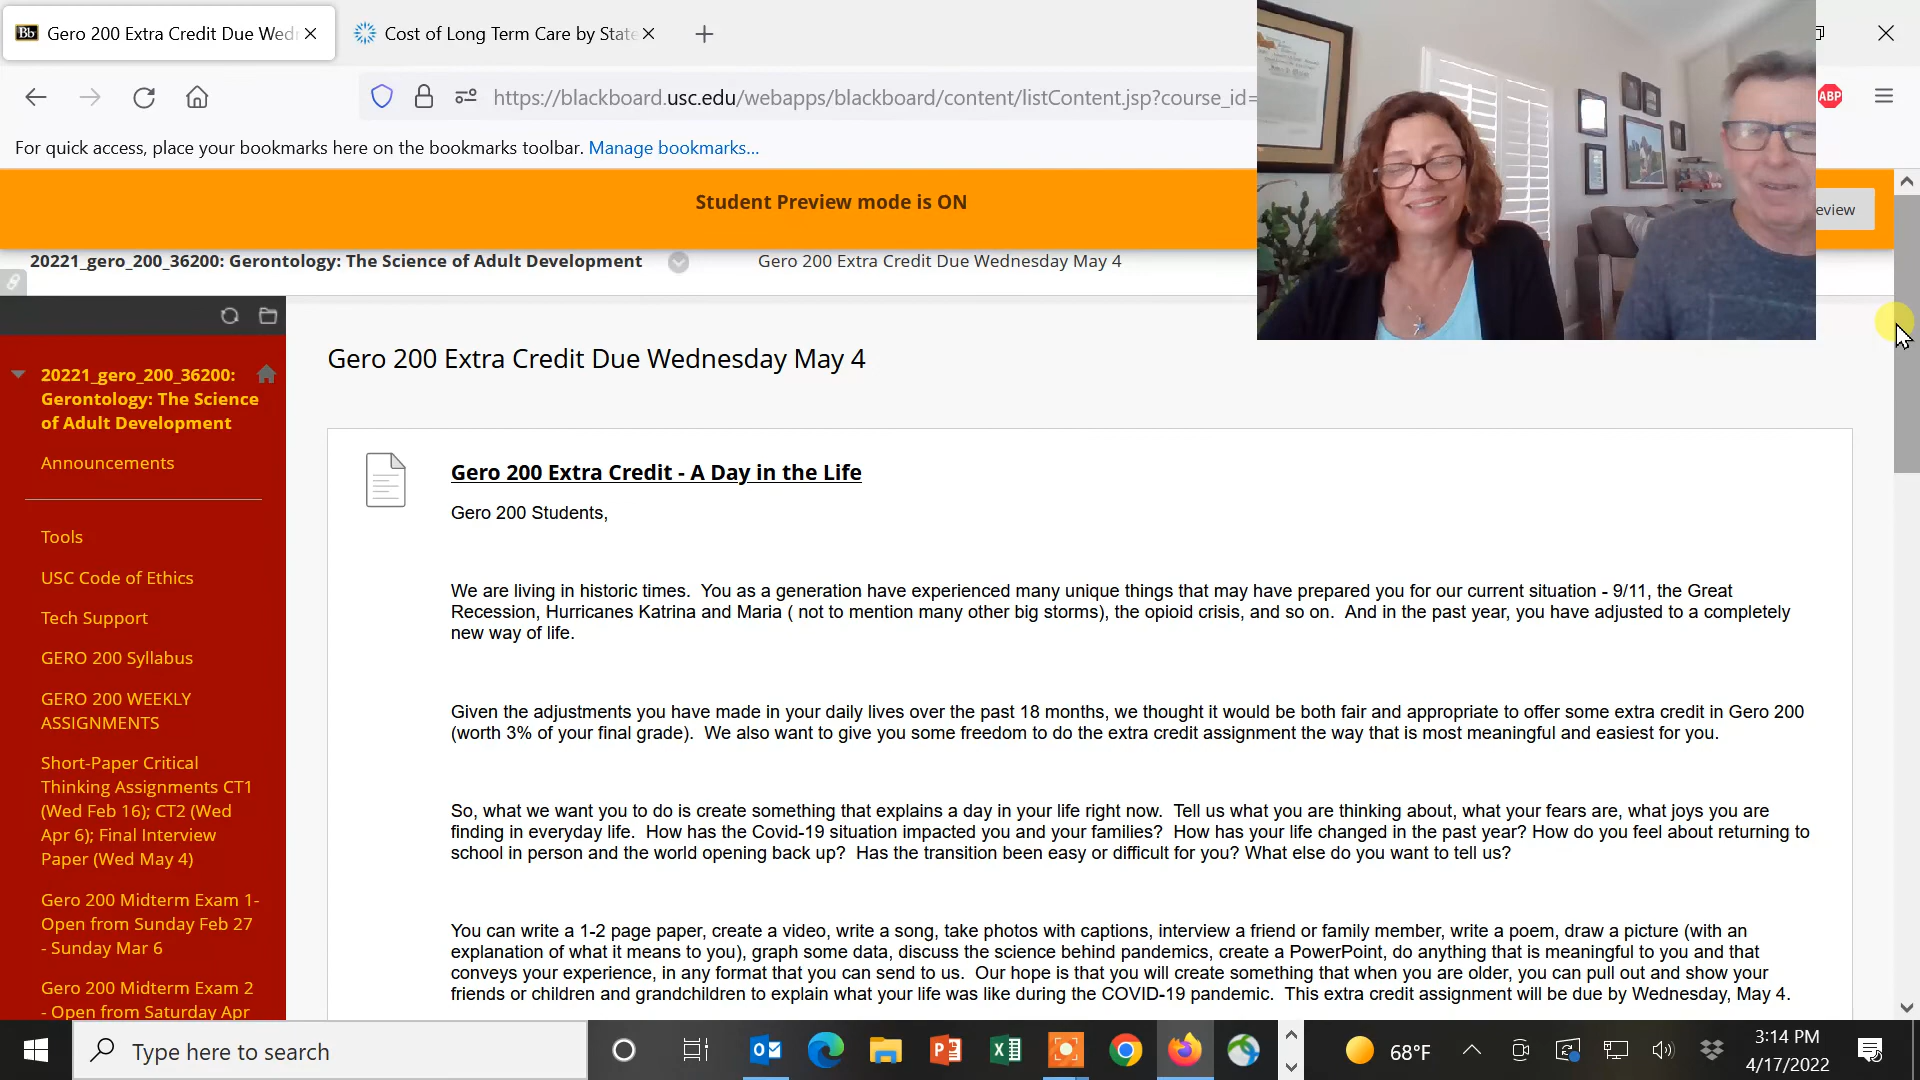 Bb Gero 200 Extra Credit Due Wed
Cost of Long Term Care by State
https://blackboard.usc.edu/webapps/blackboard/content/listContent.jsp?course_id=
ABP
For quick access, place your bookmarks here on the bookmarks toolbar. Manage bookmarks...
Student Preview mode is ON
eview
20221_gero_200_36200: Gerontology: The Science of Adult Development
Gero 200 Extra Credit Due Wednesday May 4
20221_gero_200_36200:
Gerontology: The Science
of Adult Development
Announcements
Tools
USC Code of Ethics
Tech Support
GERO 200 Syllabus
GERO 200 WEEKLY
ASSIGNMENTS
Short-Paper Critical
Thinking Assignments CT1
(Wed Feb 16); CT2 (Wed
Apr 6); Final Interview
Paper (Wed May 4)
Gero 200 Midterm Exam 1-
Open from Sunday Feb 27
- Sunday Mar 6
Gero 200 Midterm Exam 2
- Open from Saturday Apr
Gero 200 Extra Credit Due Wednesday May 4
Gero 200 Extra Credit - A Day in the Life
Gero 200 Students,
We are living in historic times.  You as a generation have experienced many unique things that may have prepared you for our current situation - 9/11, the Great
Recession, Hurricanes Katrina and Maria ( not to mention many other big storms), the opioid crisis, and so on.  And in the past year, you have adjusted to a completely
new way of life.
Given the adjustments you have made in your daily lives over the past 18 months, we thought it would be both fair and appropriate to offer some extra credit in Gero 200
(worth 3% of your final grade).  We also want to give you some freedom to do the extra credit assignment the way that is most meaningful and easiest for you.
So, what we want you to do is create something that explains a day in your life right now.  Tell us what you are thinking about, what your fears are, what joys you are
finding in everyday life.  How has the Covid-19 situation impacted you and your families?  How has your life changed in the past year? How do you feel about returning to
school in person and the world opening back up?  Has the transition been easy or difficult for you? What else do you want to tell us?
You can write a 1-2 page paper, create a video, write a song, take photos with captions, interview a friend or family member, write a poem, draw a picture (with an
explanation of what it means to you), graph some data, discuss the science behind pandemics, create a PowerPoint, do anything that is meaningful to you and that
conveys your experience, in any format that you can send to us.  Our hope is that you will create something that when you are older, you can pull out and show your
friends or children and grandchildren to explain what your life was like during the COVID-19 pandemic.  This extra credit assignment will be due by Wednesday, May 4.
Type here to search
68°F
3:14 PM
4/17/2022